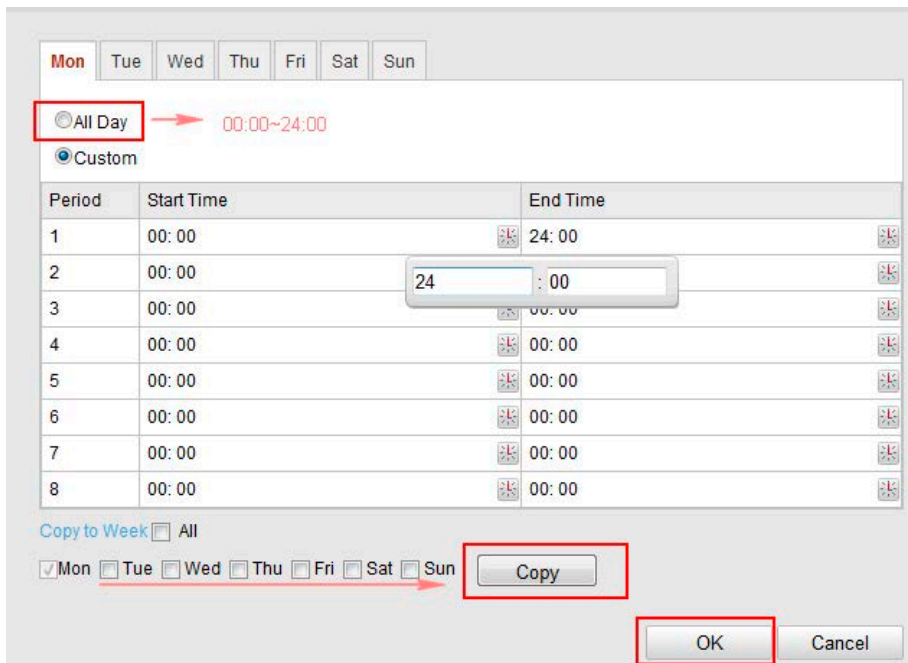 Mon Tue Wed Thu Fri Sat Sun
All Day 00:00~24:00
Custom
Period Start Time End Time
1 00: 00 24: 00
2 00: 00
24 : 00
3 00: 00 00: 00
4 00: 00 00: 00
5 00: 00 00: 00
6 00: 00 00: 00
7 00: 00 00: 00
8 00: 00 00: 00
Copy to Week All
Mon Tue Wed Thu Fri Sat Sun Copy
OK Cancel